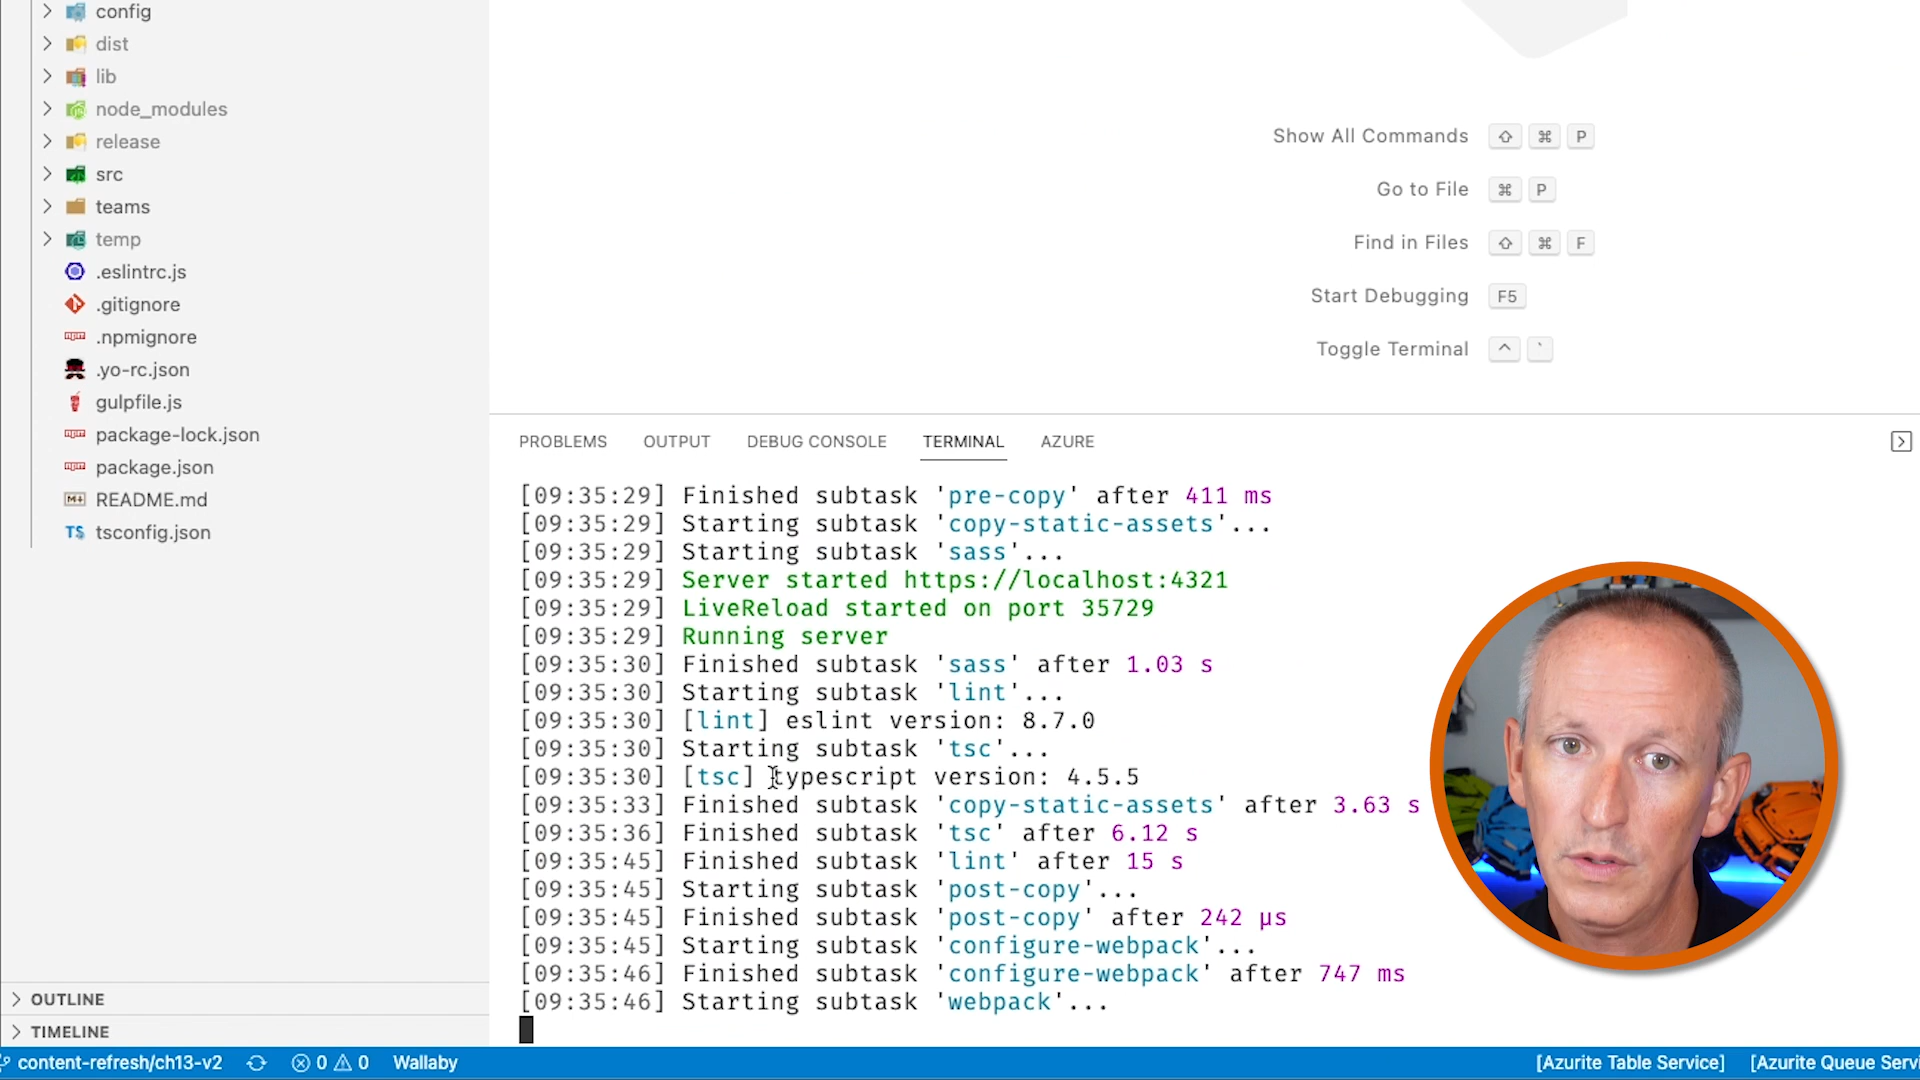 config
dist
lib
node_modules
release
src
teams
temp
.eslintrc.js
.gitignore
.npmignore
.yo-rc.json
gulpfile.js
package-lock.json
package.json
README.md
TS tsconfig.json
OUTLINE
TIMELINE
Show All Commands ⇧ ⌘ P
Go to File ⌘ P
Find in Files ⇧ ⌘ F
Start Debugging F5
Toggle Terminal ^ `
PROBLEMS OUTPUT DEBUG CONSOLE TERMINAL AZURE
[09:35:29] Finished subtask 'pre-copy' after 411 ms
[09:35:29] Starting subtask 'copy-static-assets'...
[09:35:29] Starting subtask 'sass'...
[09:35:29] Server started https://localhost:4321
[09:35:29] LiveReload started on port 35729
[09:35:29] Running server
[09:35:30] Finished subtask 'sass' after 1.03 s
[09:35:30] Starting subtask 'lint'...
[09:35:30] [lint] eslint version: 8.7.0
[09:35:30] Starting subtask 'tsc'...
[09:35:30] [tsc] typescript version: 4.5.5
[09:35:33] Finished subtask 'copy-static-assets' after 3.63 s
[09:35:36] Finished subtask 'tsc' after 6.12 s
[09:35:45] Finished subtask 'lint' after 15 s
[09:35:45] Starting subtask 'post-copy'...
[09:35:45] Finished subtask 'post-copy' after 242 μs
[09:35:45] Starting subtask 'configure-webpack'...
[09:35:46] Finished subtask 'configure-webpack' after 747 ms
[09:35:46] Starting subtask 'webpack'...
content-refresh/ch13-v2 0 0 Wallaby [Azurite Table Service] [Azurite Queue Servi